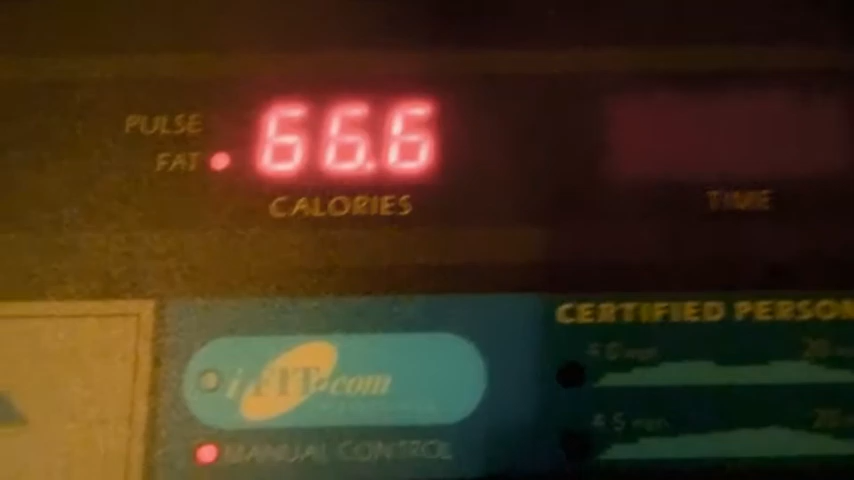 PULSE
66.6
FAT
CALORIES
TIME
CERTIFIED PERSON
iFIT.com
MANUAL CONTROL